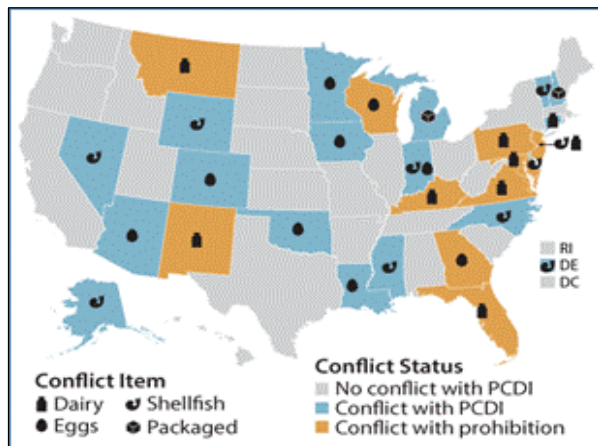 RI
DE
DC
Conflict Item
Dairy
Shellfish
Eggs
Packaged
Conflict Status
No conflict with PCDI
Conflict with PCDI
Conflict with prohibition